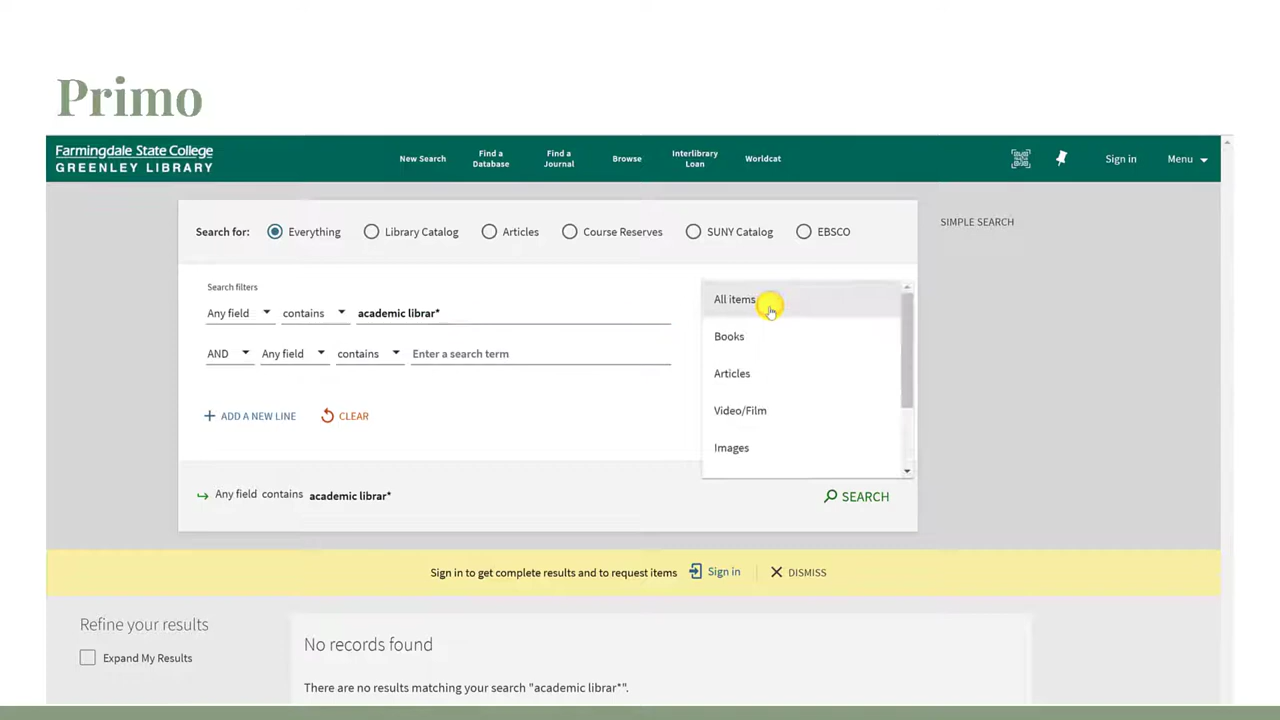 Primo
Farmingdale State College
GREENLEY LIBRARY
New Search
Find a
Database
Find a
Journal
Browse
Interlibrary
Loan
Worldcat
Sign in
Menu
Search for: Everything Library Catalog Articles Course Reserves SUNY Catalog EBSCO
SIMPLE SEARCH
Search filters
Any field contains academic librar*
AND Any field contains Enter a search term
+ ADD A NEW LINE CLEAR
All items
Books
Articles
Video/Film
Images
Any field contains academic librar*
SEARCH
Sign in to get complete results and to request items Sign in DISMISS
Refine your results
Expand My Results
No records found
There are no results matching your search "academic librar*".